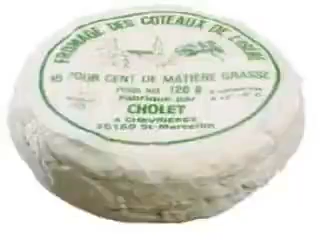 FROMAGE DES COTEAUX DE L'ISERE
45 POUR CENT DE MATIÈRE GRASSE
POIDS NET 120 g
Fabriqué par
CHOLET
A CHEVRIERES
38160 St-Marcellin